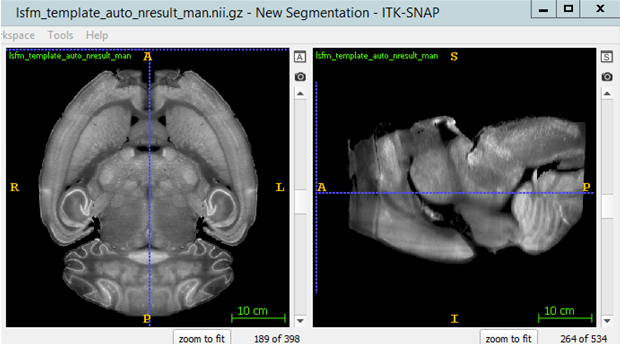 lsfm_template_auto_nresult_man.nii.gz - New Segmentation - ITK-SNAP
rkspace Tools Help
lsfm_template_auto_nresult_man
A
A
R
L
P
10 cm
zoom to fit 189 of 398
lsfm_template_auto_nresult_man
S
S
A
P
I
10 cm
zoom to fit 264 of 534